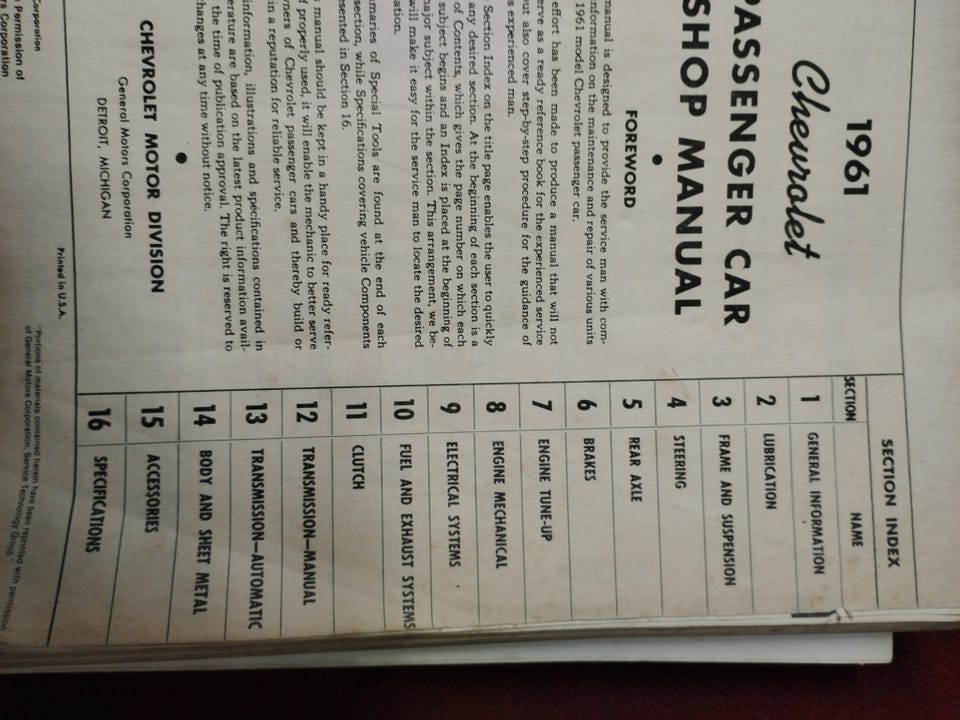 1961
Chevrolet
PASSENGER CAR
SHOP MANUAL
FOREWORD
manual is designed to provide the service man with com-
information on the maintenance and repair of various units
1961 model Chevrolet passenger car.
effort has been made to produce a manual that will not
erve as a ready reference book for the experienced service
ut also cover step-by-step procedure for the guidance of
s experienced man.
Section Index on the title page enables the user to quickly
any desired section. At the beginning of each section is a
of Contents, which gives the page number on which each
subject begins and an Index is placed at the beginning of
ajor subject within the section. This arrangement, we be-
will make it easy for the service man to locate the desired
ation.
maries of Special Tools are found at the end of each
section, while Specifications covering vehicle Components
esented in Section 16.
manual should be kept in a handy place for ready refer-
f properly used, it will enable the mechanic to better serve
ners of Chevrolet passenger cars and thereby build or
in a reputation for reliable service.
information, illustrations and specifications contained in
erature are based on the latest product information avail-
the time of publication approval. The right is reserved to
hanges at any time without notice.
CHEVROLET MOTOR DIVISION
General Motors Corporation
DETROIT, MICHIGAN
Printed in U.S.A.
SECTION INDEX
SECTION NAME
1 GENERAL INFORMATION
2 LUBRICATION
3 FRAME AND SUSPENSION
4 STEERING
5 REAR AXLE
6 BRAKES
7 ENGINE TUNE-UP
8 ENGINE MECHANICAL
9 ELECTRICAL SYSTEMS
10 FUEL AND EXHAUST SYSTEMS
11 CLUTCH
12 TRANSMISSION—MANUAL
13 TRANSMISSION—AUTOMATIC
14 BODY AND SHEET METAL
15 ACCESSORIES
16 SPECIFICATIONS
"Portions of materials contained herein have been reprinted with permission
of General Motors Corporation, Service Technology Group."
Corporation
Permission of
s Corporation